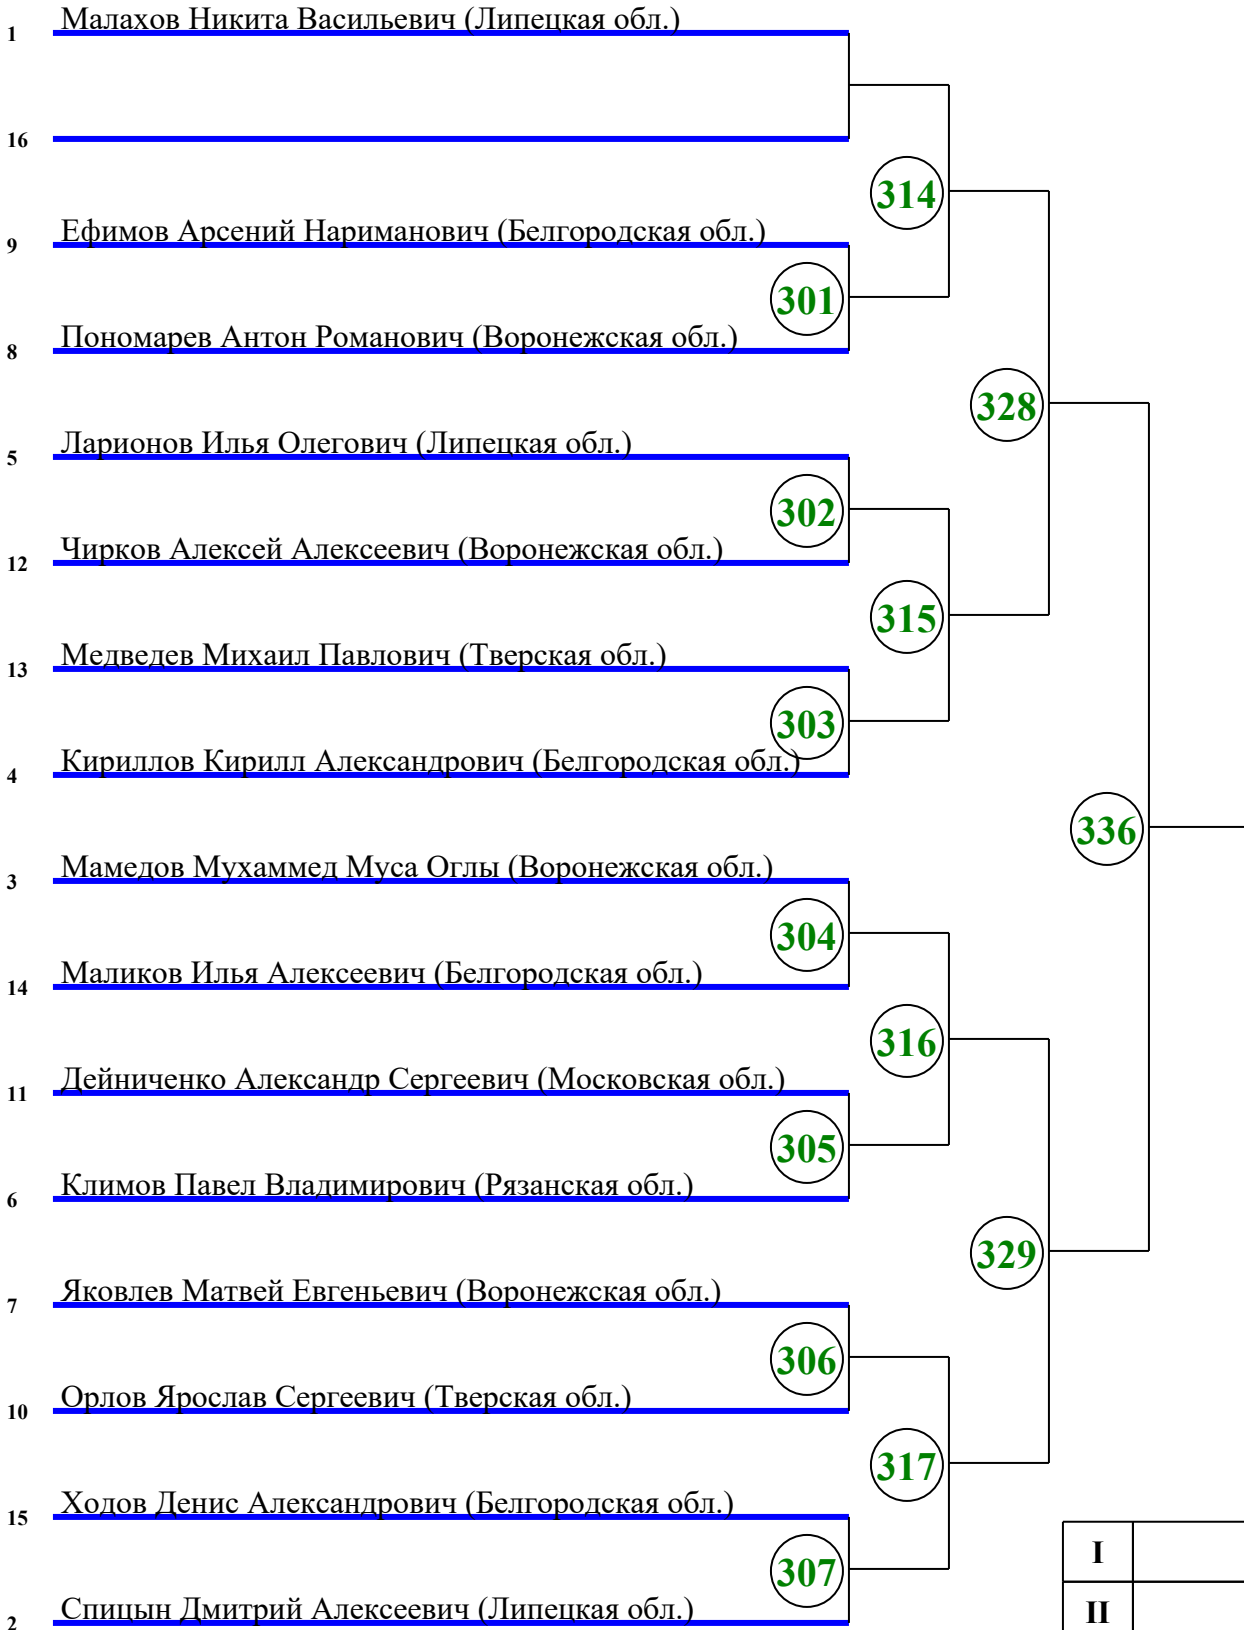 1 Малахов Никита Васильевич (Липецкая обл.)
16
314
9 Ефимов Арсений Нариманович (Белгородская обл.)
301
8 Пономарев Антон Романович (Воронежская обл.)
328
5 Ларионов Илья Олегович (Липецкая обл.)
302
12 Чирков Алексей Алексеевич (Воронежская обл.)
315
13 Медведев Михаил Павлович (Тверская обл.)
303
4 Кириллов Кирилл Александрович (Белгородская обл.)
336
3 Мамедов Мухаммед Муса Оглы (Воронежская обл.)
304
14 Маликов Илья Алексеевич (Белгородская обл.)
316
11 Дейниченко Александр Сергеевич (Московская обл.)
305
6 Климов Павел Владимирович (Рязанская обл.)
329
7 Яковлев Матвей Евгеньевич (Воронежская обл.)
306
10 Орлов Ярослав Сергеевич (Тверская обл.)
317
15 Ходов Денис Александрович (Белгородская обл.)
I
307
2 Спицын Дмитрий Алексеевич (Липецкая обл.)
II